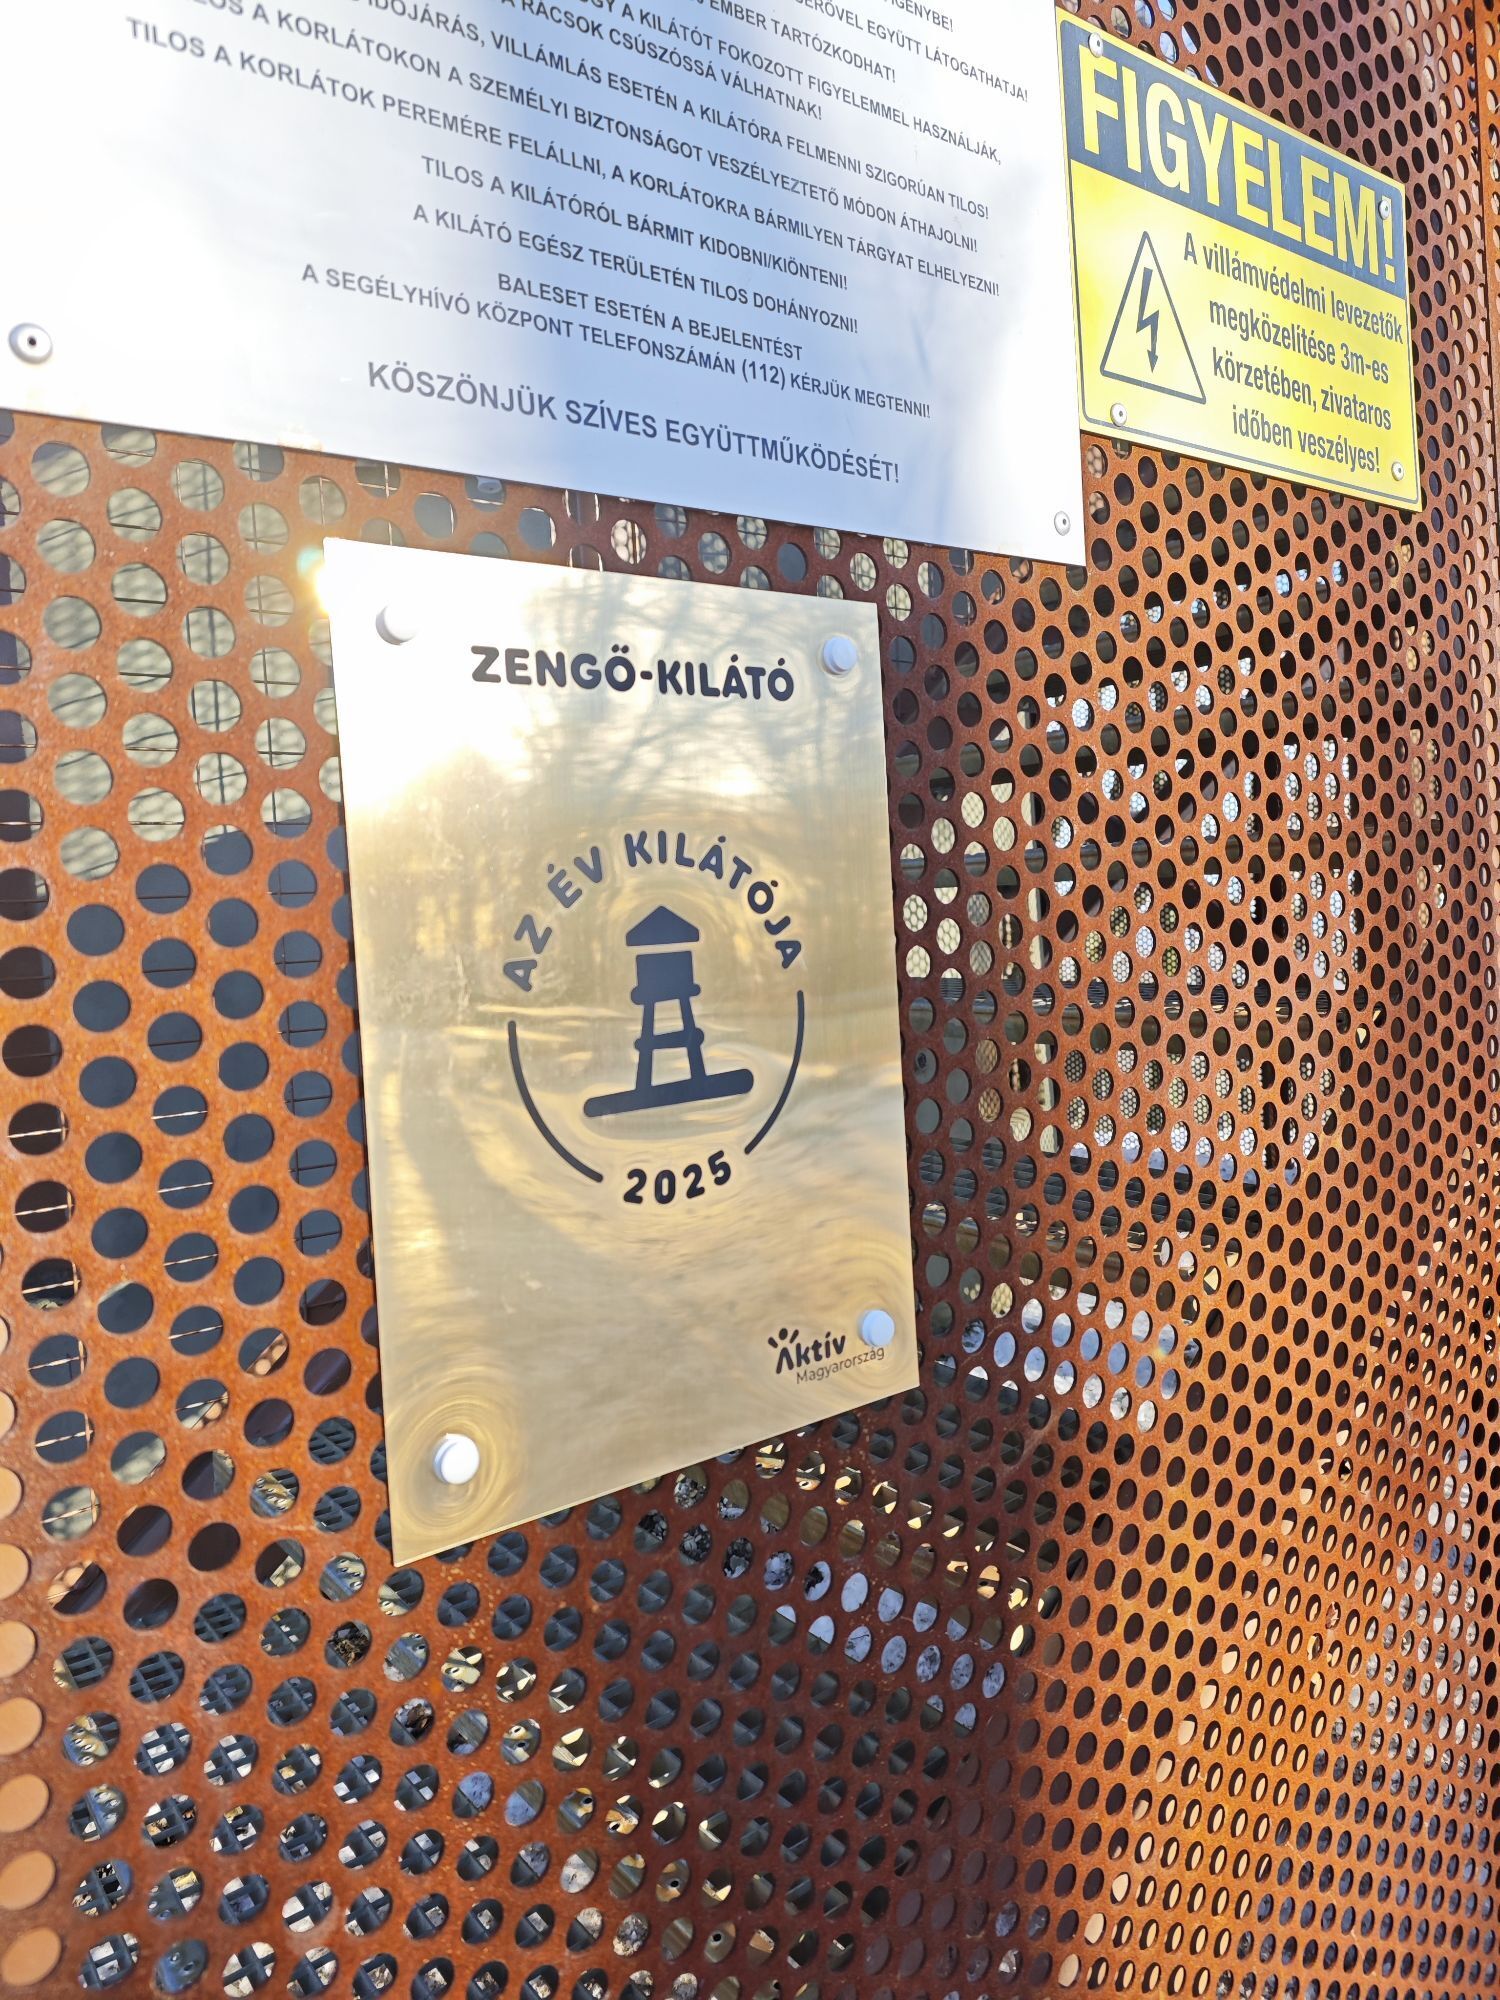 IGÉNYBE!
EGYÜTT LÁTOGATHATJA!
EMBER TARTÓZKODHAT!
A KILÁTÓT FOKOZOTT FIGYELEMMEL HASZNÁLJÁK,
A RÁCSOK CSÚSZÓSSÁ VÁLHATNAK!
IDŐJÁRÁS, VILLÁMLÁS ESETÉN A KILÁTÓRA FELMENNI SZIGORÚAN TILOS!
TILOS A KORLÁTOKON A SZEMÉLYI BIZTONSÁGOT VESZÉLYEZTETŐ MÓDON ÁTHAJOLNI!
TILOS A KORLÁTOK PEREMÉRE FELÁLLNI, A KORLÁTOKRA BÁRMILYEN TÁRGYAT ELHELYEZNI!
TILOS A KILÁTÓRÓL BÁRMIT KIDOBNI/KIÖNTENI!
A KILÁTÓ EGÉSZ TERÜLETÉN TILOS DOHÁNYOZNI!
BALESET ESETÉN A BEJELENTÉST
A SEGÉLYHÍVÓ KÖZPONT TELEFONSZÁMÁN (112) KÉRJÜK MEGTENNI!
KÖSZÖNJÜK SZÍVES EGYÜTTMŰKÖDÉSÉT!
FIGYELEM!
A villámvédelmi levezetők
megközelítése 3m-es
körzetében, zivataros
időben veszélyes!
ZENGŐ-KILÁTÓ
AZ ÉV KILÁTÓJA
2025
Aktív
Magyarország